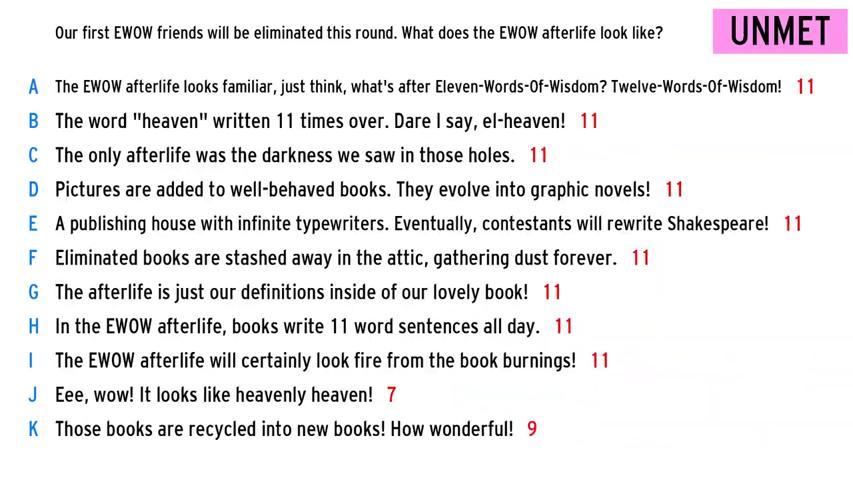 Our first EWOW friends will be eliminated this round. What does the EWOW afterlife look like?
UNMET
A The EWOW afterlife looks familiar, just think, what's after Eleven-Words-Of-Wisdom? Twelve-Words-Of-Wisdom! 11
B The word "heaven" written 11 times over. Dare I say, el-heaven! 11
C The only afterlife was the darkness we saw in those holes. 11
D Pictures are added to well-behaved books. They evolve into graphic novels! 11
E A publishing house with infinite typewriters. Eventually, contestants will rewrite Shakespeare! 11
F Eliminated books are stashed away in the attic, gathering dust forever. 11
G The afterlife is just our definitions inside of our lovely book! 11
H In the EWOW afterlife, books write 11 word sentences all day. 11
I The EWOW afterlife will certainly look fire from the book burnings! 11
J Eee, wow! It looks like heavenly heaven! 7
K Those books are recycled into new books! How wonderful! 9